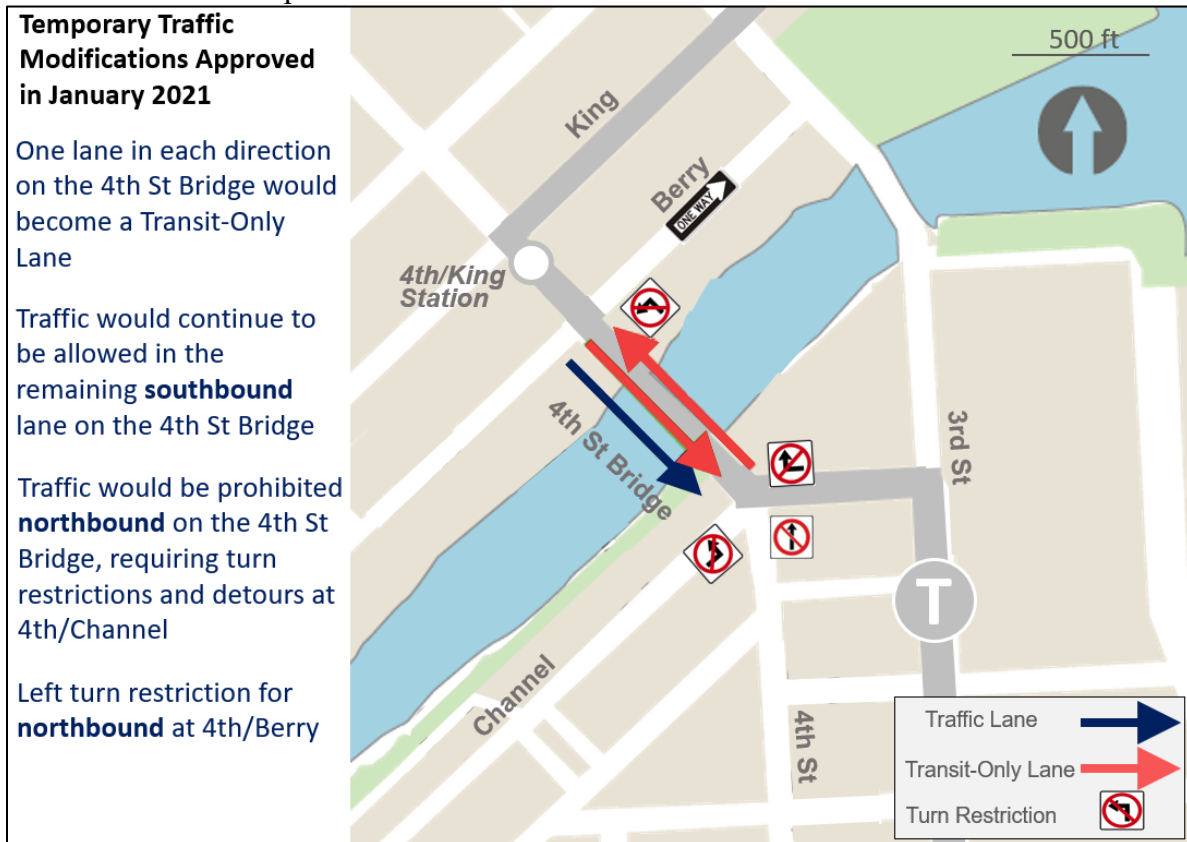 Temporary Traffic
Modifications Approved
in January 2021
One lane in each direction
on the 4th St Bridge would
become a Transit-Only
Lane
Traffic would continue to
be allowed in the
remaining southbound
lane on the 4th St Bridge
Traffic would be prohibited
northbound on the 4th St
Bridge, requiring turn
restrictions and detours at
4th/Channel
Left turn restriction for
northbound at 4th/Berry
500 ft
King
Berry
ONE WAY
4th/King
Station
4th St Bridge
3rd St
T
Channel
4th St
Traffic Lane
Transit-Only Lane
Turn Restriction